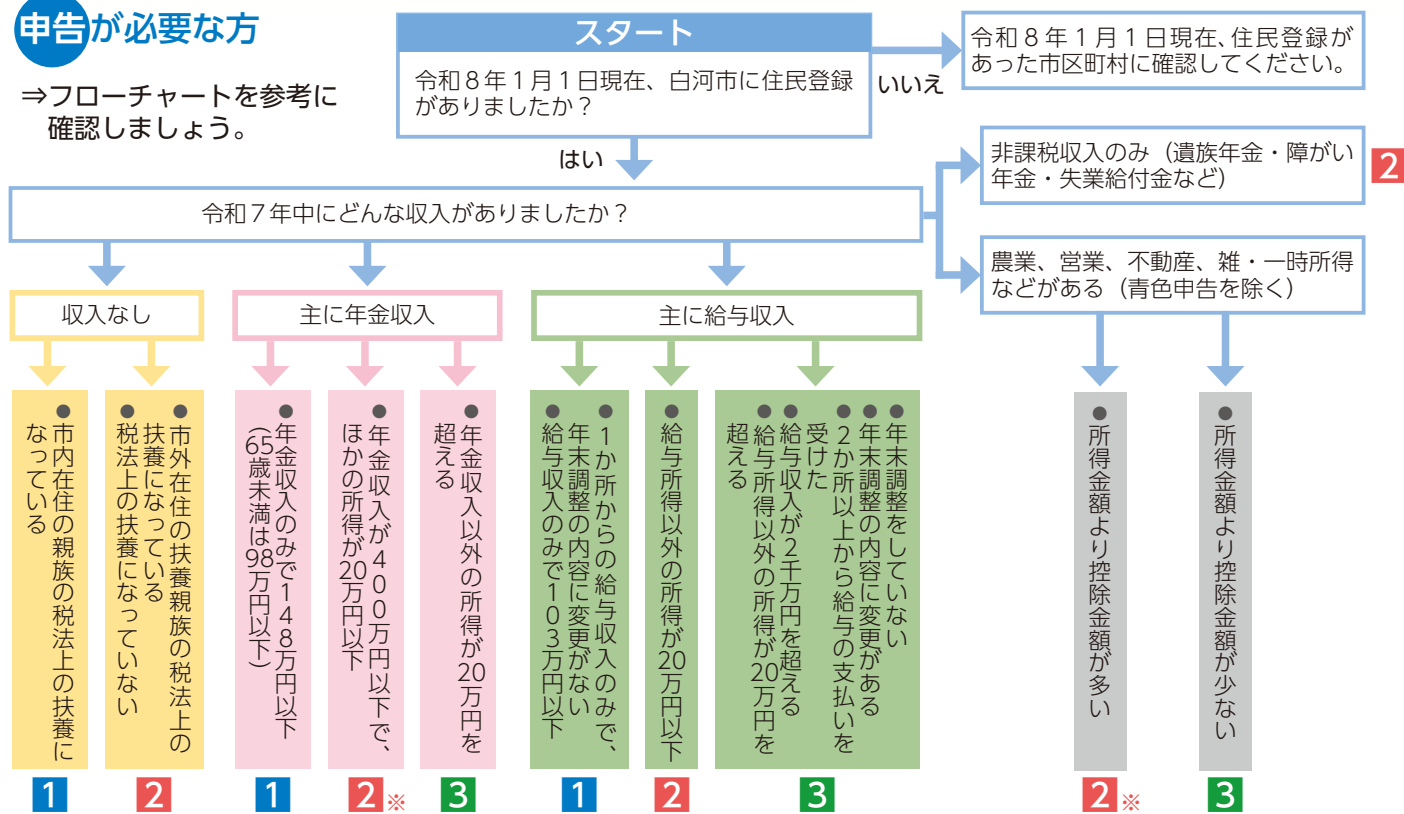 申告が必要な方
⇒フローチャートを参考に
確認しましょう。
スタート
令和８年１月１日現在、白河市に住民登録
がありましたか？
いいえ
令和８年１月１日現在、住民登録が
あった市区町村に確認してください。
はい
令和７年中にどんな収入がありましたか？
非課税収入のみ（遺族年金・障がい
年金・失業給付金など）
2
農業、営業、不動産、雑・一時所得
などがある（青色申告を除く）
収入なし
主に年金収入
主に給与収入
●市内在住の親族の税法上の扶養に
なっている
1
●市外在住の扶養親族の税法上の
扶養になっている
●税法上の扶養になっていない
2
●年金収入のみで１４８万円以下
（65歳未満は98万円以下）
1
●年金収入が４００万円以下で、
ほかの所得が20万円以下
2※
●年金収入以外の所得が20万円を
超える
3
●１か所からの給与収入のみで、
年末調整の内容に変更がない
●給与収入のみで１０３万円以下
1
●給与所得以外の所得が20万円以下
2
●年末調整をしていない
●年末調整の内容に変更がある
●２か所以上から給与の支払いを
受けた
●給与収入が２千万円を超える
●給与所得以外の所得が20万円を
超える
3
●所得金額より控除金額が多い
2※
●所得金額より控除金額が少ない
3